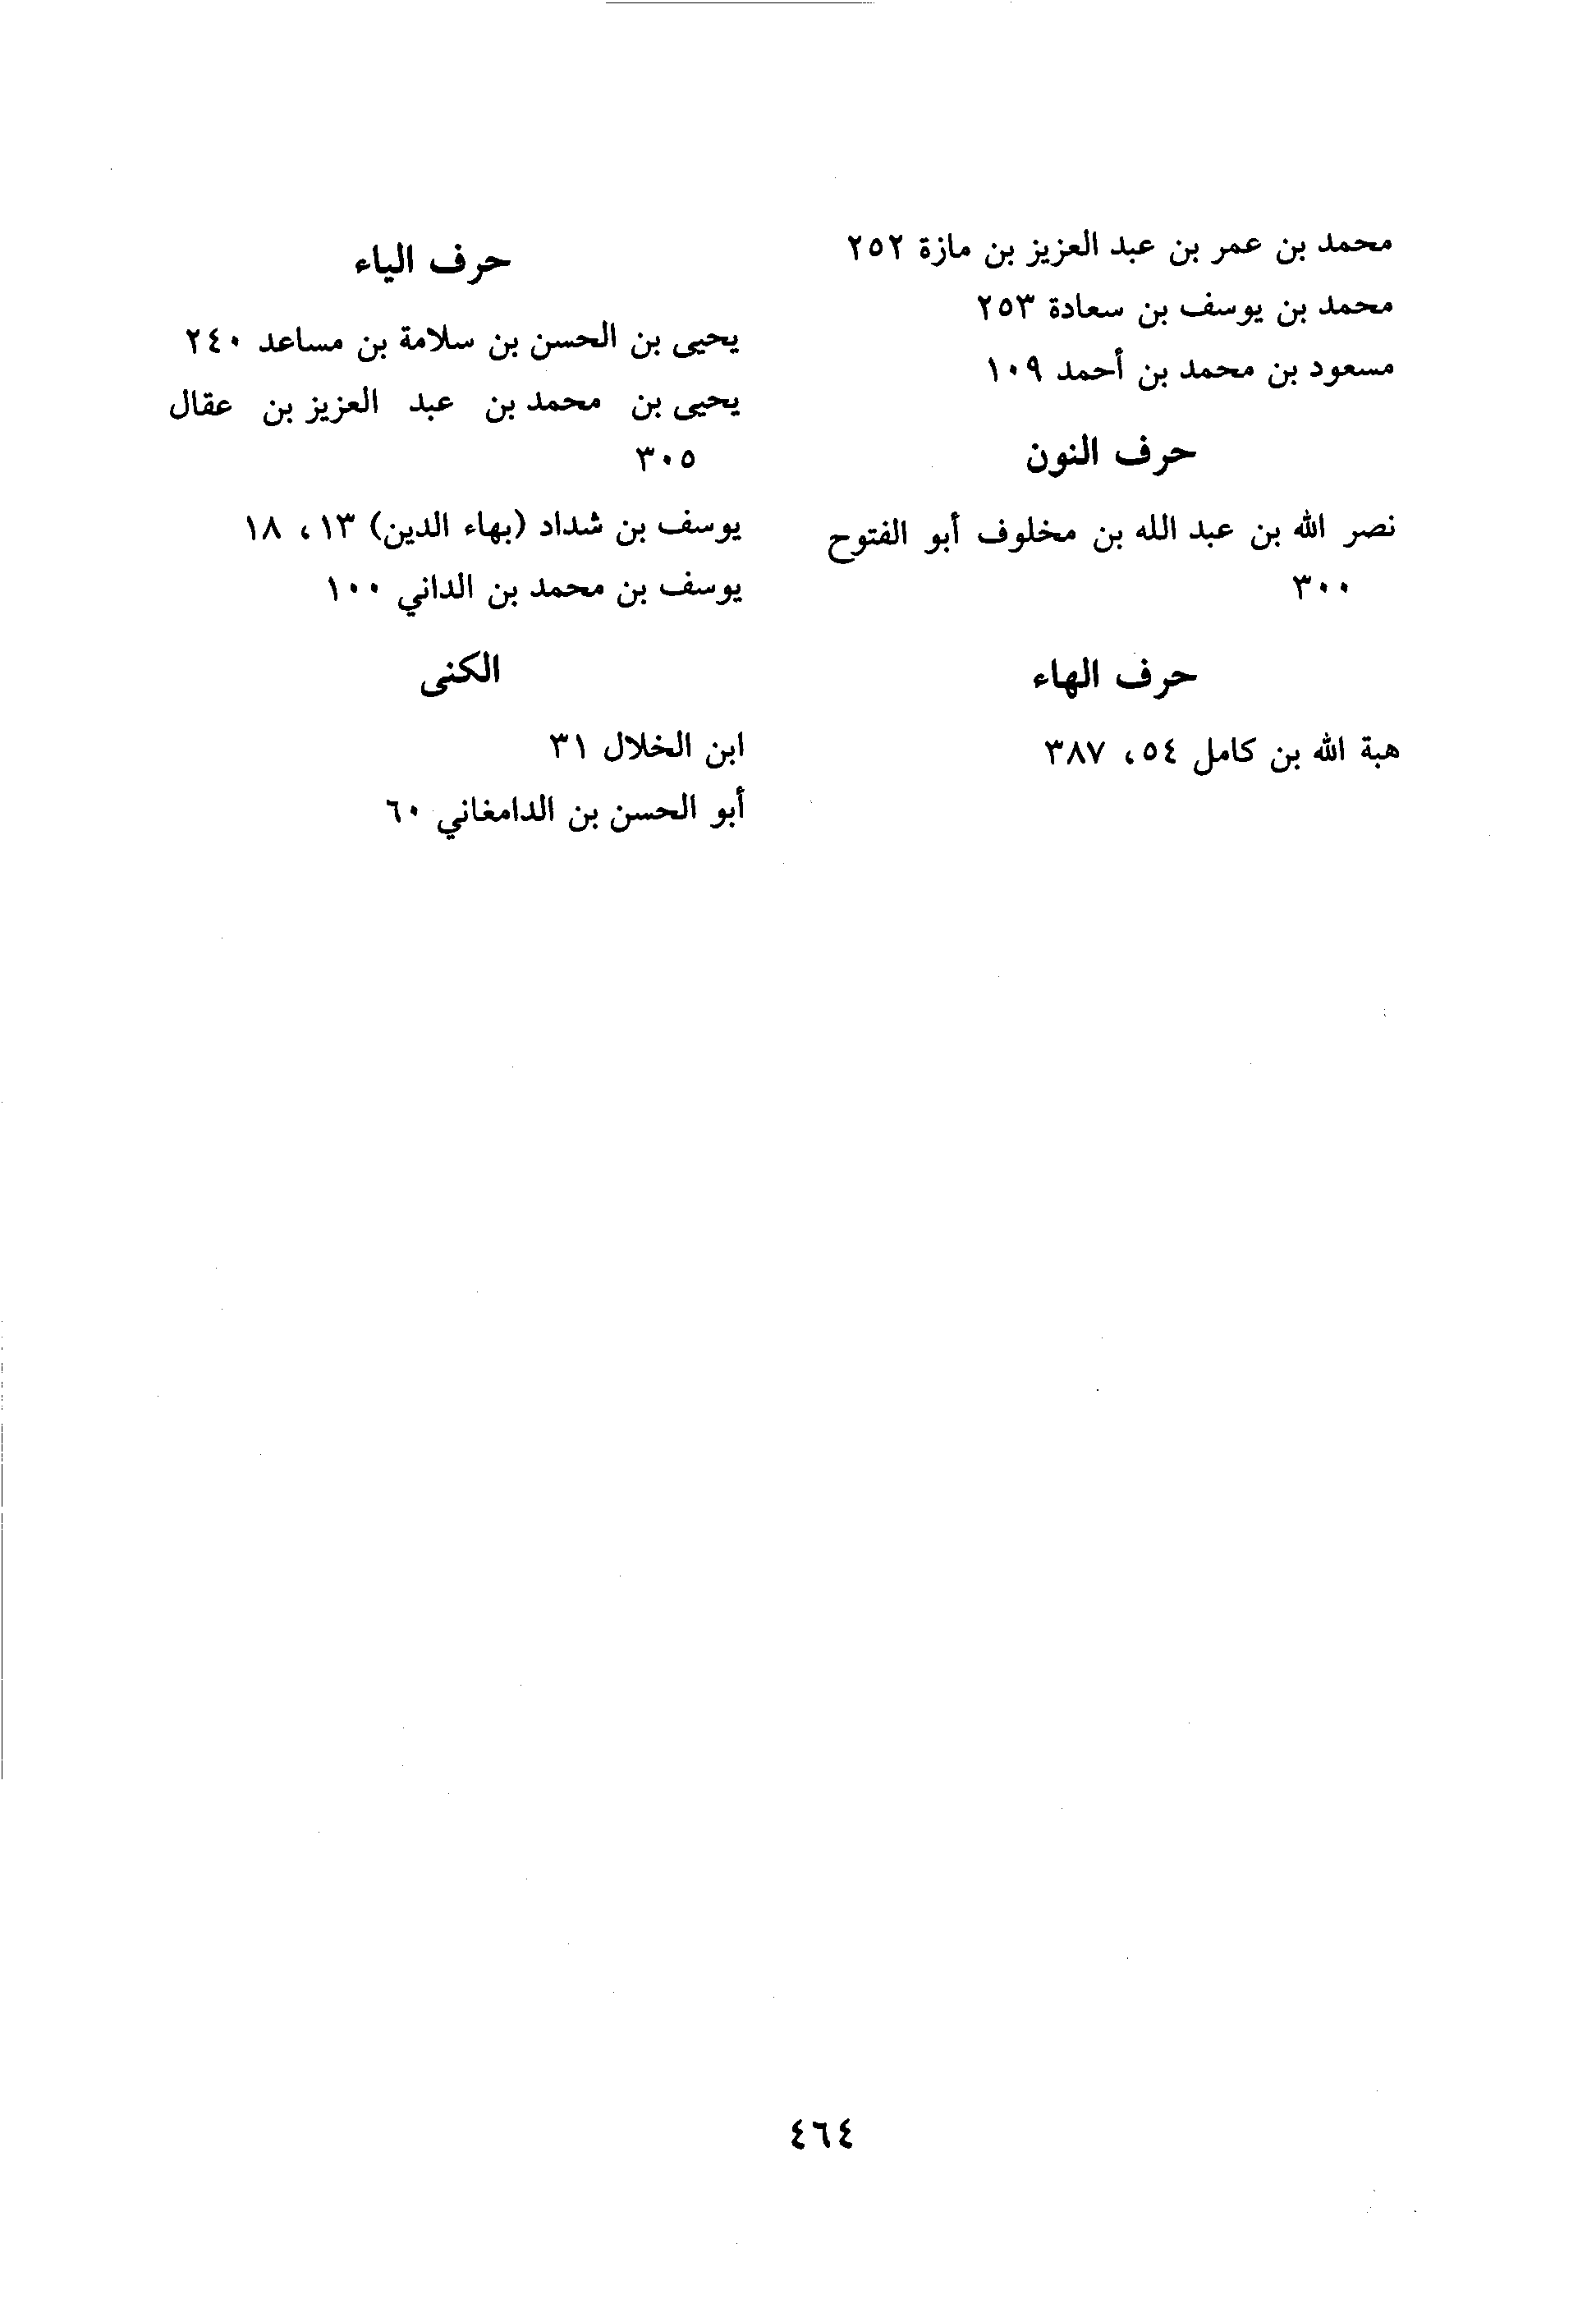 محمد بن عمر بن عبد العزيز بن مازة ٢٥٢
محمد بن يوسف بن سعادة ٢٥٣
مسعود بن محمد بن أحمد ١٠٩
حرف النون
نصر الله بن عبد الله بن مخلوف أبو الفتوح
٣٠٠
حرف الهاء
هبة الله بن كامل ٥٤، ٣٨٧
حرف الياء
يحيى بن الحسن بن سلامة بن مساعد ٢٤٠
يحيى بن محمد بن عبد العزيز بن عقال
٣٠٥
يوسف بن شداد (بهاء الدين) ١٣، ١٨
يوسف بن محمد بن الداني ١٠٠
الكنى
ابن الخلال ٣١
أبو الحسن بن الدامغاني ٦٠
٤٦٤